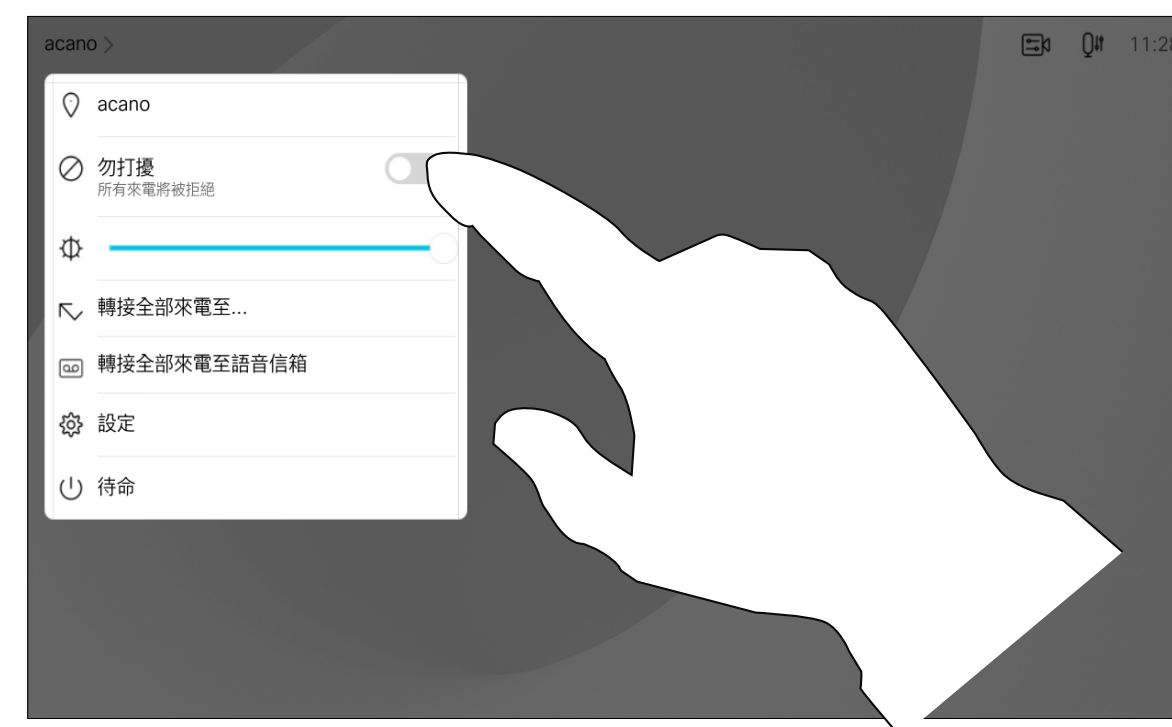 acano
11:28
acano
勿打擾
所有來電將被拒絕
轉接全部來電至...
轉接全部來電至語音信箱
設定
待命